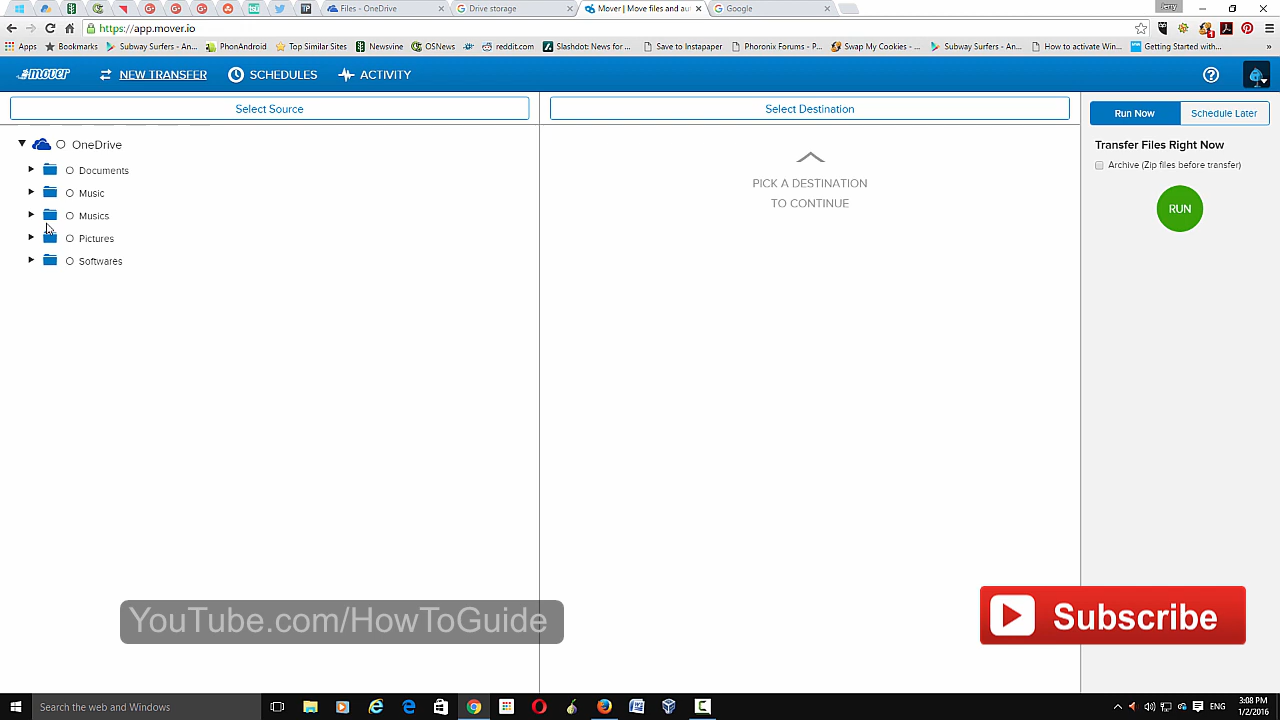 Jerry
Files - OneDrive
Drive storage
Mover | Move files and au
Google
https://app.mover.io
Apps
Bookmarks
Subway Surfers - An...
PhonAndroid
Top Similar Sites
Newsvine
OSNews
reddit.com
Slashdot: News for ...
Save to Instapaper
Phoronix Forums - P...
Swap My Cookies - ...
Subway Surfers - An...
How to activate Win...
Getting Started with...
»
mover
NEW TRANSFER
SCHEDULES
ACTIVITY
Select Source
Select Destination
Run Now
Schedule Later
OneDrive
Documents
Music
Musics
Pictures
Softwares
PICK A DESTINATION
TO CONTINUE
Transfer Files Right Now
Archive (Zip files before transfer)
RUN
YouTube.com/HowToGuide
Subscribe
Search the web and Windows
ENG
3:08 PM
1/2/2016